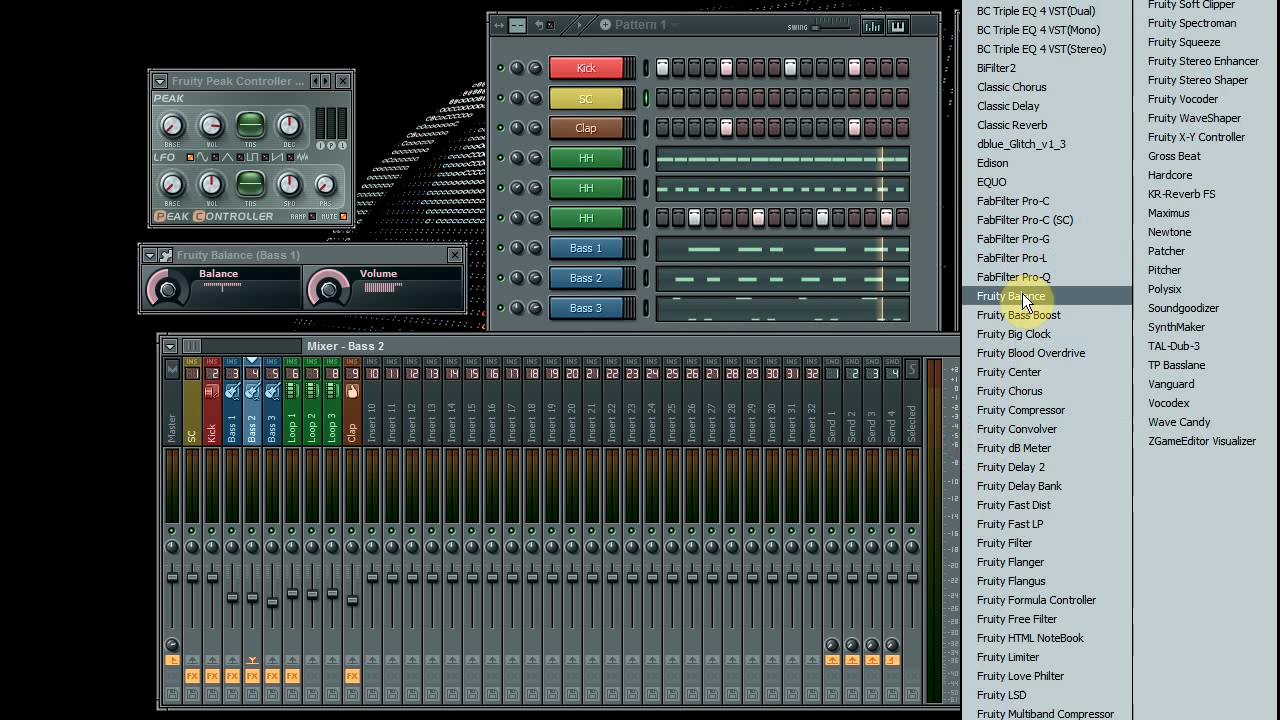 Fruity Peak Controller ...
PEAK
BASE VOL TNS DEC
I P L
LFO
BASE VOL TNS SPD PHS
PEAK CONTROLLER RAMP MUTE
Fruity Balance (Bass 1)
Balance Volume
Pattern 1
SWING
Kick
SC
Clap
HH
HH
HH
Bass 1
Bass 2
Bass 3
Mixer - Bass 2
Master
SC
Kick
Bass 1
Bass 2
Bass 3
Loop 1
Loop 2
Loop 3
Clap
Insert 10
Insert 11
Insert 12
Insert 13
Insert 14
Insert 15
Insert 16
Insert 17
Insert 18
Insert 19
Insert 20
Insert 21
Insert 22
Insert 23
Insert 24
Insert 25
Insert 26
Insert 27
Insert 28
Insert 29
Insert 30
Insert 31
Insert 32
Send 1
Send 2
Send 3
Send 4
Selected
FX FX FX FX FX FX FX
BC Triple EQ 4 VST(Dual)
BC Triple EQ 4 VST(Mono)
BC Triple EQ 4 VST(Stereo)
BiFilter2
Classic Chorus
Classic Delay
Classic Reverb
dblue_Glitch_v1_3
Edison
EQUO
FabFilter Pro-C
FabFilter Pro-C (SC)
FabFilter Pro-G
FabFilter Pro-L
FabFilter Pro-Q
Fruity Balance
Fruity Bass Boost
Fruity Big Clock
Fruity Blood Overdrive
Fruity Center
Fruity Chorus
Fruity Compressor
Fruity Convolver
Fruity dB Meter
Fruity Delay 2
Fruity Delay Bank
Fruity Fast Dist
Fruity Fast LP
Fruity Filter
Fruity Flanger
Fruity Flangus
Fruity Formula Controller
Fruity Free Filter
Fruity HTML NoteBook
Fruity Limiter
Fruity Love Philter
Fruity LSD
Fruity Multiband Compressor
Fruity Soft Clipper
Fruity Spectroman
Fruity Squeeze
Fruity Stereo Enhancer
Fruity Stereo Shaper
Fruity Vocoder
Fruity WaveShaper
Fruity X-Y Controller
Gross Beat
Hardcore
KR-Reverb FS
Maximus
Newtone
Patcher
Pitcher
Polysix
Soundgoodizer
SynthMaker
TAL-Dub-3
TP Basslane
Vanguard
Vocodex
Wave Candy
ZGameEditor Visualizer